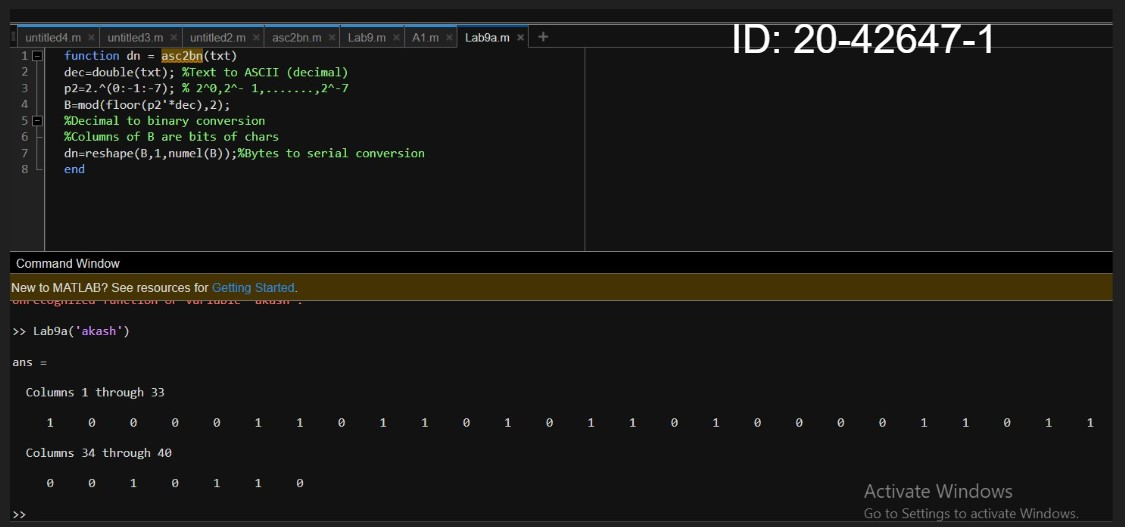 untitled4.m × untitled3.m × untitled2.m × asc2bn.m × Lab9.m × A1.m × Lab9a.m × +
ID: 20-42647-1
1 function dn = asc2bn(txt)
2 dec=double(txt); %Text to ASCII (decimal)
3 p2=2.^(0:-1:-7); % 2^0,2^- 1,.......,2^-7
4 B=mod(floor(p2'*dec),2);
5 %Decimal to binary conversion
6 %Columns of B are bits of chars
7 dn=reshape(B,1,numel(B));%Bytes to serial conversion
8 end
Command Window
New to MATLAB? See resources for Getting Started.
Unrecognized function or variable 'akash'.
>> Lab9a('akash')
ans =
Columns 1 through 33
1 0 0 0 0 1 1 0 1 1 0 1 0 1 1 0 1 0 0 0 0 1 1 0 1 1
Columns 34 through 40
0 0 1 0 1 1 0
Activate Windows
Go to Settings to activate Windows.
>>